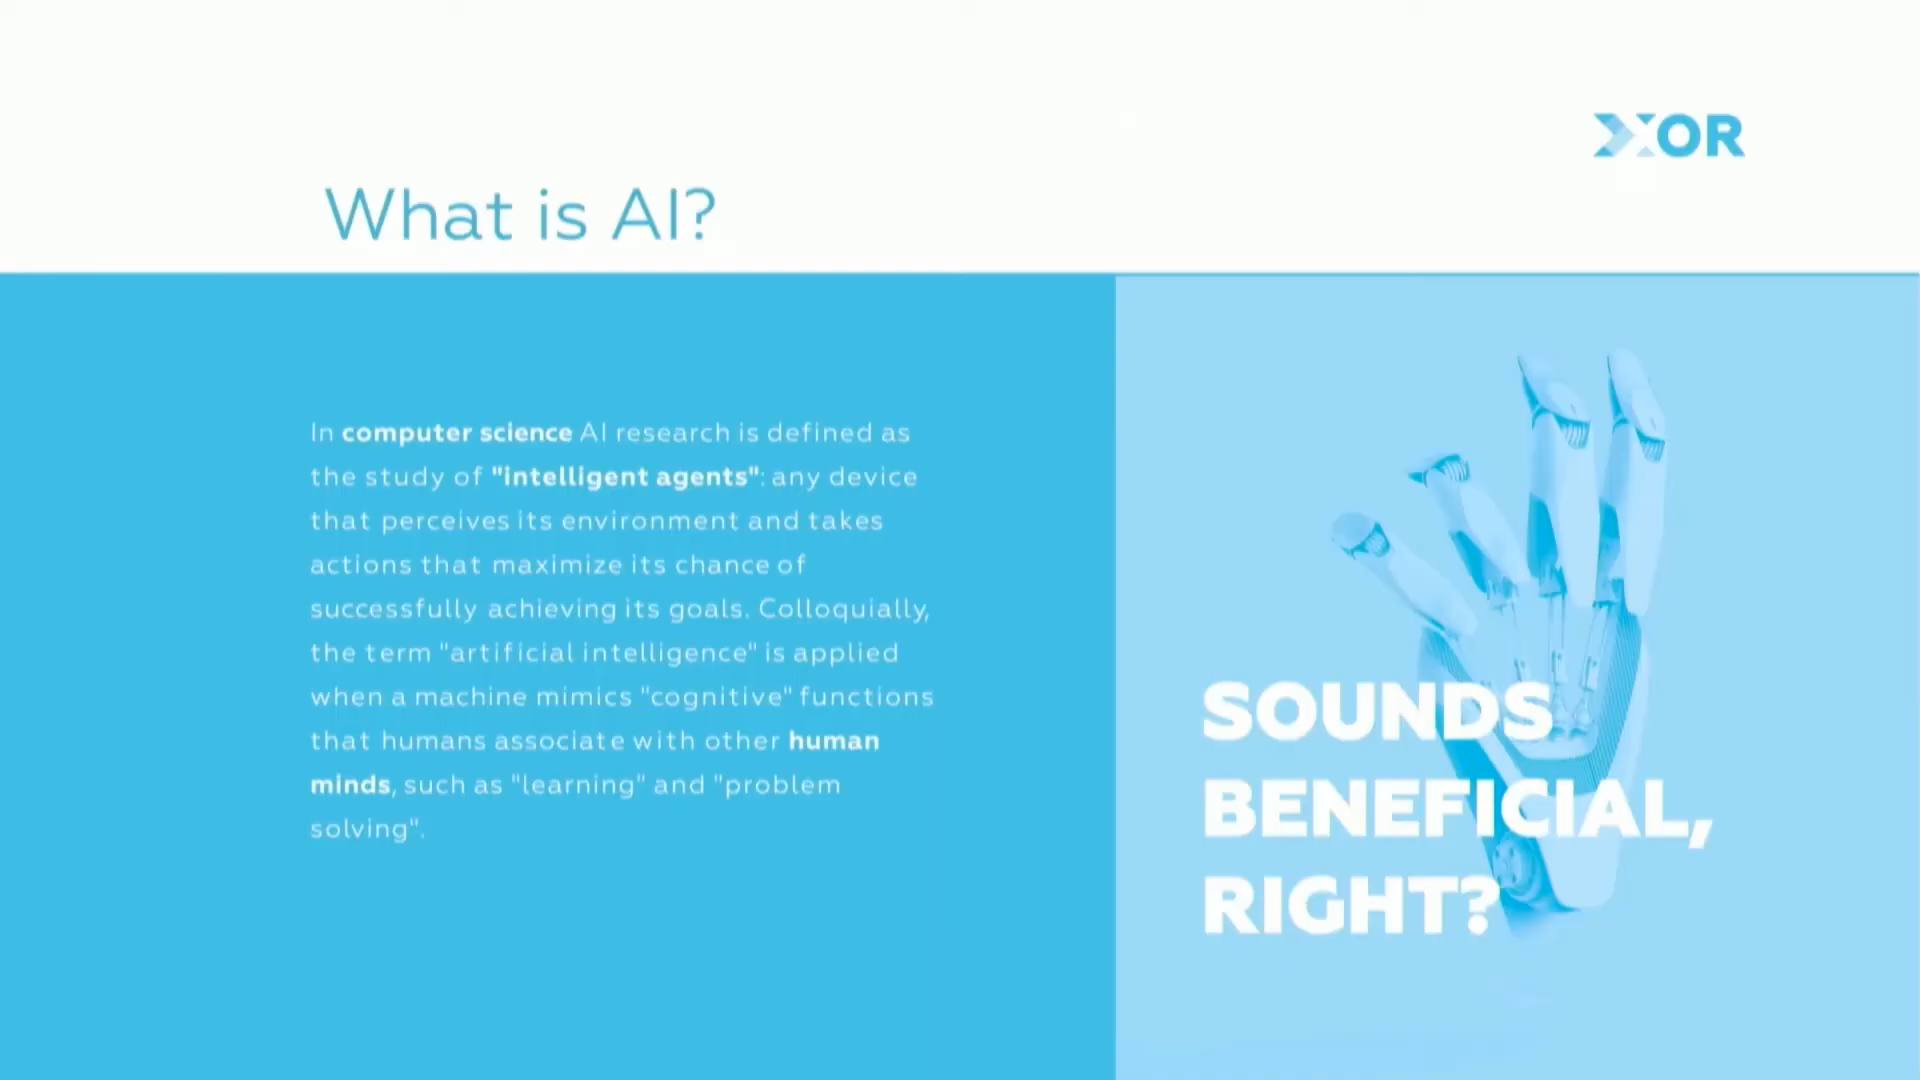 XOR
What is AI?
In computer science AI research is defined as
the study of "intelligent agents": any device
that perceives its environment and takes
actions that maximize its chance of
successfully achieving its goals. Colloquially,
the term "artificial intelligence" is applied
when a machine mimics "cognitive" functions
that humans associate with other human
minds, such as "learning" and "problem
solving".
SOUNDS
BENEFICIAL,
RIGHT?